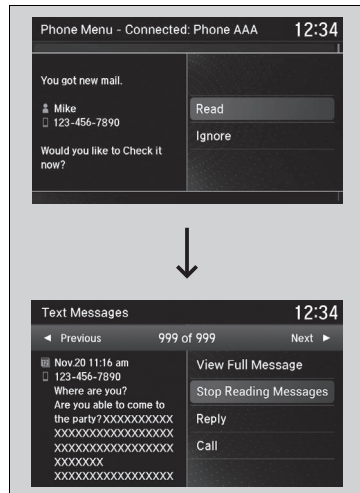 Phone Menu - Connected: Phone AAA 12:34
You got new mail.
Mike
123-456-7890
Would you like to Check it
now?
Read
Ignore
Text Messages 12:34
◄ Previous 999 of 999 Next ►
Nov.20 11:16 am
123-456-7890
Where are you?
Are you able to come to
the party?XXXXXXXXXX
XXXXXXXXXXXXXXXXX
XXXXXXXXXXXXXXXXX
XXXXXXX
XXXXXXXXXXXXXXXXX
View Full Message
Stop Reading Messages
Reply
Call